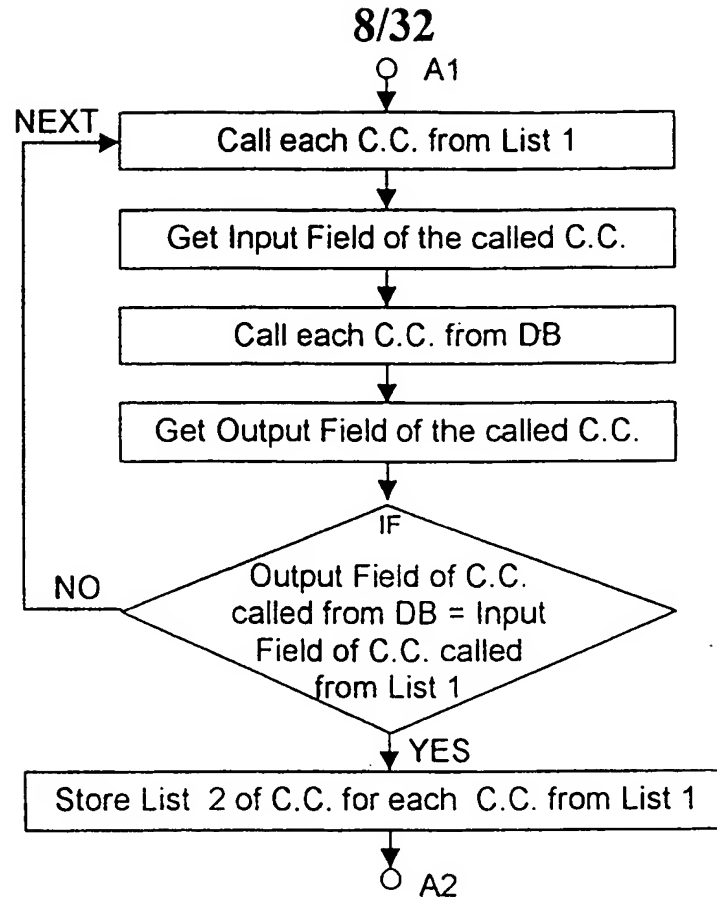 8/32
A1
NEXT
Call each C.C. from List 1
Get Input Field of the called C.C.
Call each C.C. from DB
Get Output Field of the called C.C.
IF
NO
Output Field of C.C.
called from DB = Input
Field of C.C. called
from List 1
YES
Store List 2 of C.C. for each C.C. from List 1
A2